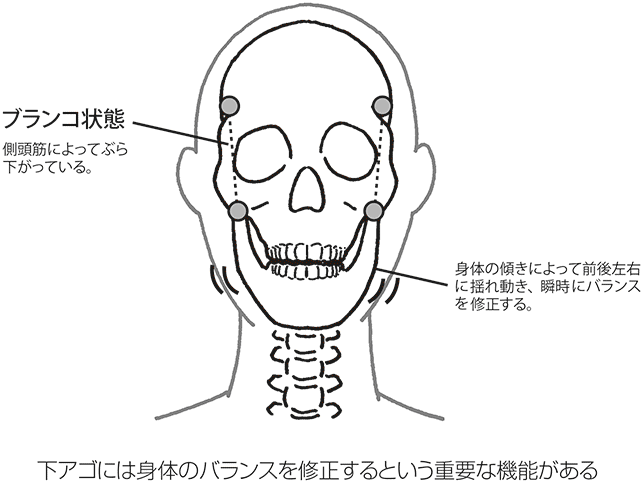 ブランコ状態
側頭筋によってぶら
下がっている。
身体の傾きによって前後左右
に揺れ動き、瞬時にバランス
を修正する。
下アゴには身体のバランスを修正するという重要な機能がある